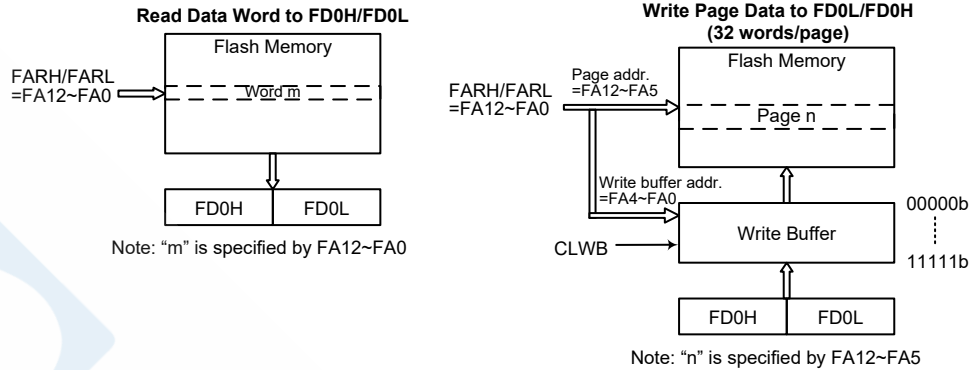 Read Data Word to FD0H/FD0L
Flash Memory
FARH/FARL
=FA12~FA0
Word m
FD0H
FD0L
Note: “m” is specified by FA12~FA0
Write Page Data to FD0L/FD0H
(32 words/page)
Flash Memory
FARH/FARL
=FA12~FA0
Page addr.
=FA12~FA5
Page n
Write buffer addr.
=FA4~FA0
Write Buffer
00000b
11111b
CLWB
FD0H
FD0L
Note: “n” is specified by FA12~FA5